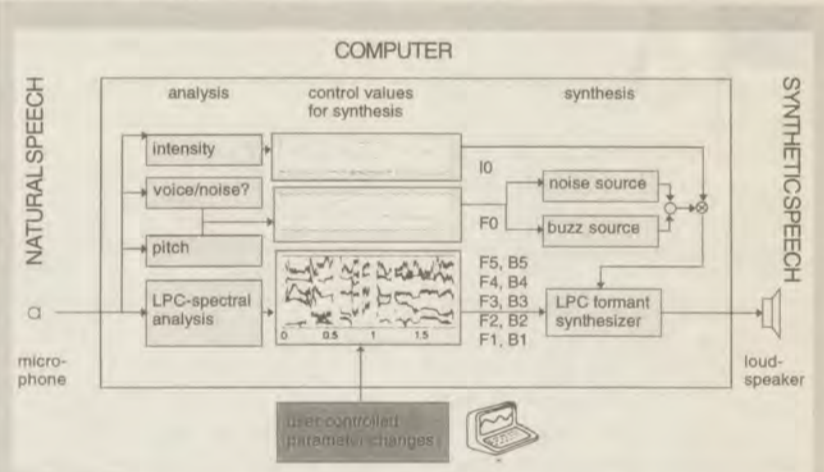 COMPUTER
NATURAL SPEECH
SYNTHETIC SPEECH
analysis
control values
for synthesis
synthesis
intensity
voice/noise?
pitch
LPC-spectral
analysis
0 0.5 1 1.5
I0
F0
F5, B5
F4, B4
F3, B3
F2, B2
F1, B1
noise source
buzz source
LPC formant
synthesizer
micro-
phone
loud-
speaker
user controlled
parameter changes